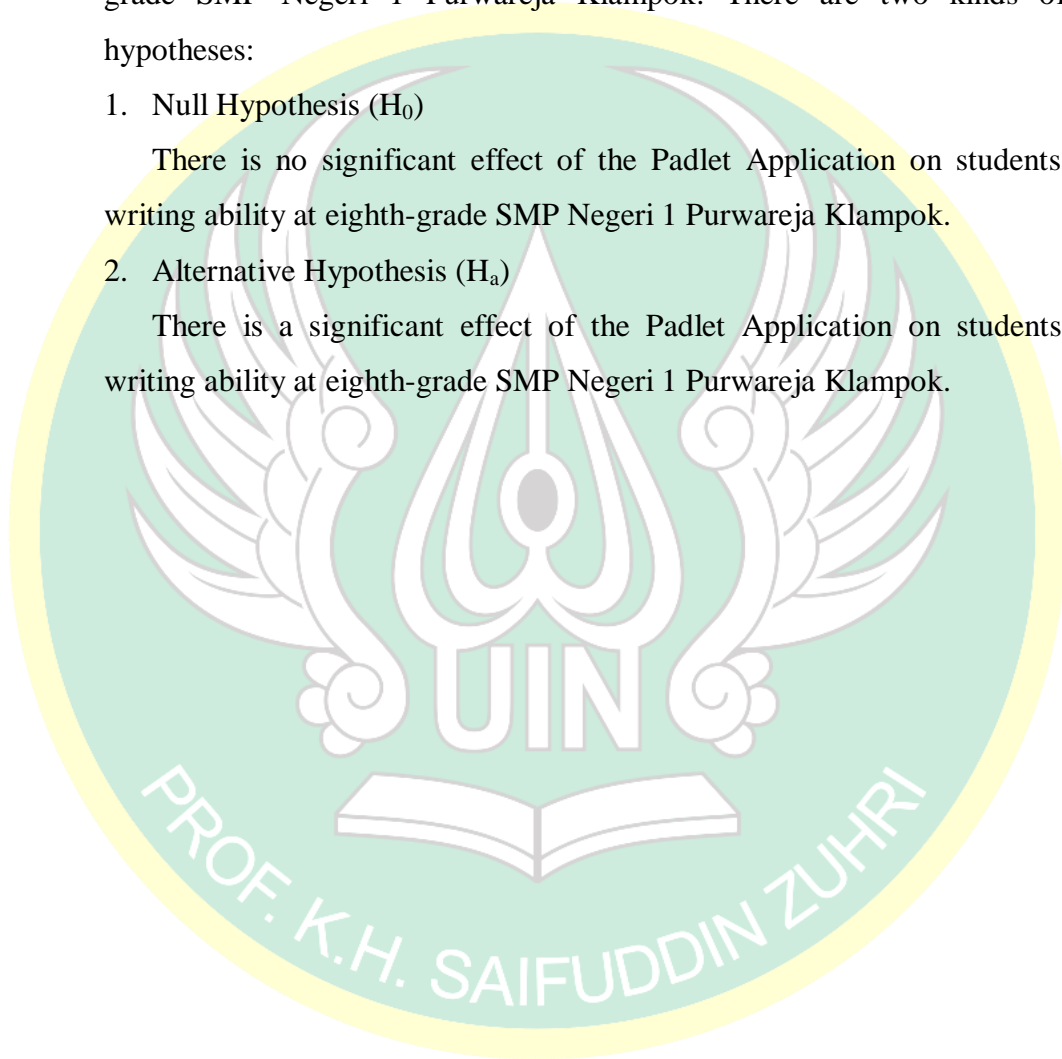 grade SMP Negeri 1 Purwareja Klampok. There are two kinds of
hypotheses:
1. Null Hypothesis (H₀)
There is no significant effect of the Padlet Application on students
writing ability at eighth-grade SMP Negeri 1 Purwareja Klampok.
2. Alternative Hypothesis (Hₐ)
There is a significant effect of the Padlet Application on students
writing ability at eighth-grade SMP Negeri 1 Purwareja Klampok.
UIN
PROF. K.H. SAIFUDDIN ZUHRI